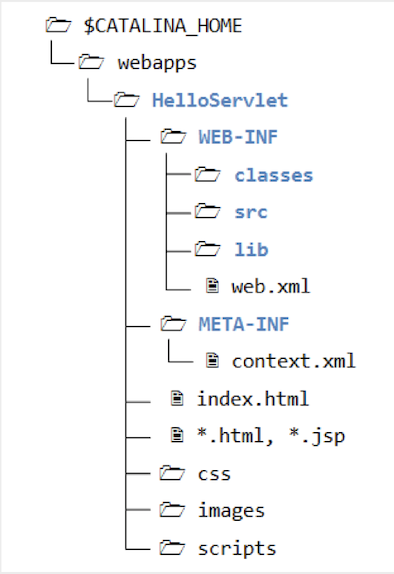 $CATALINA_HOME
webapps
HelloServlet
WEB-INF
classes
src
lib
web.xml
META-INF
context.xml
index.html
*.html, *.jsp
css
images
scripts